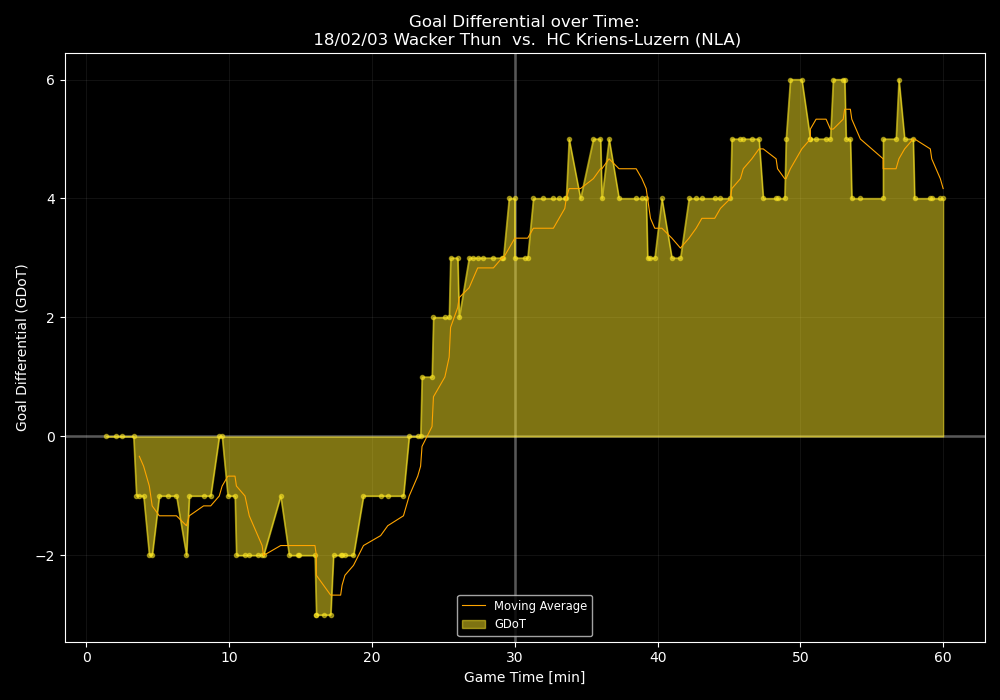 Goal Differential over Time:
18/02/03 Wacker Thun  vs.  HC Kriens-Luzern (NLA)
Goal Differential (GDoT)
6
4
2
0
−2
Moving Average
GDoT
0 10 20 30 40 50 60
Game Time [min]